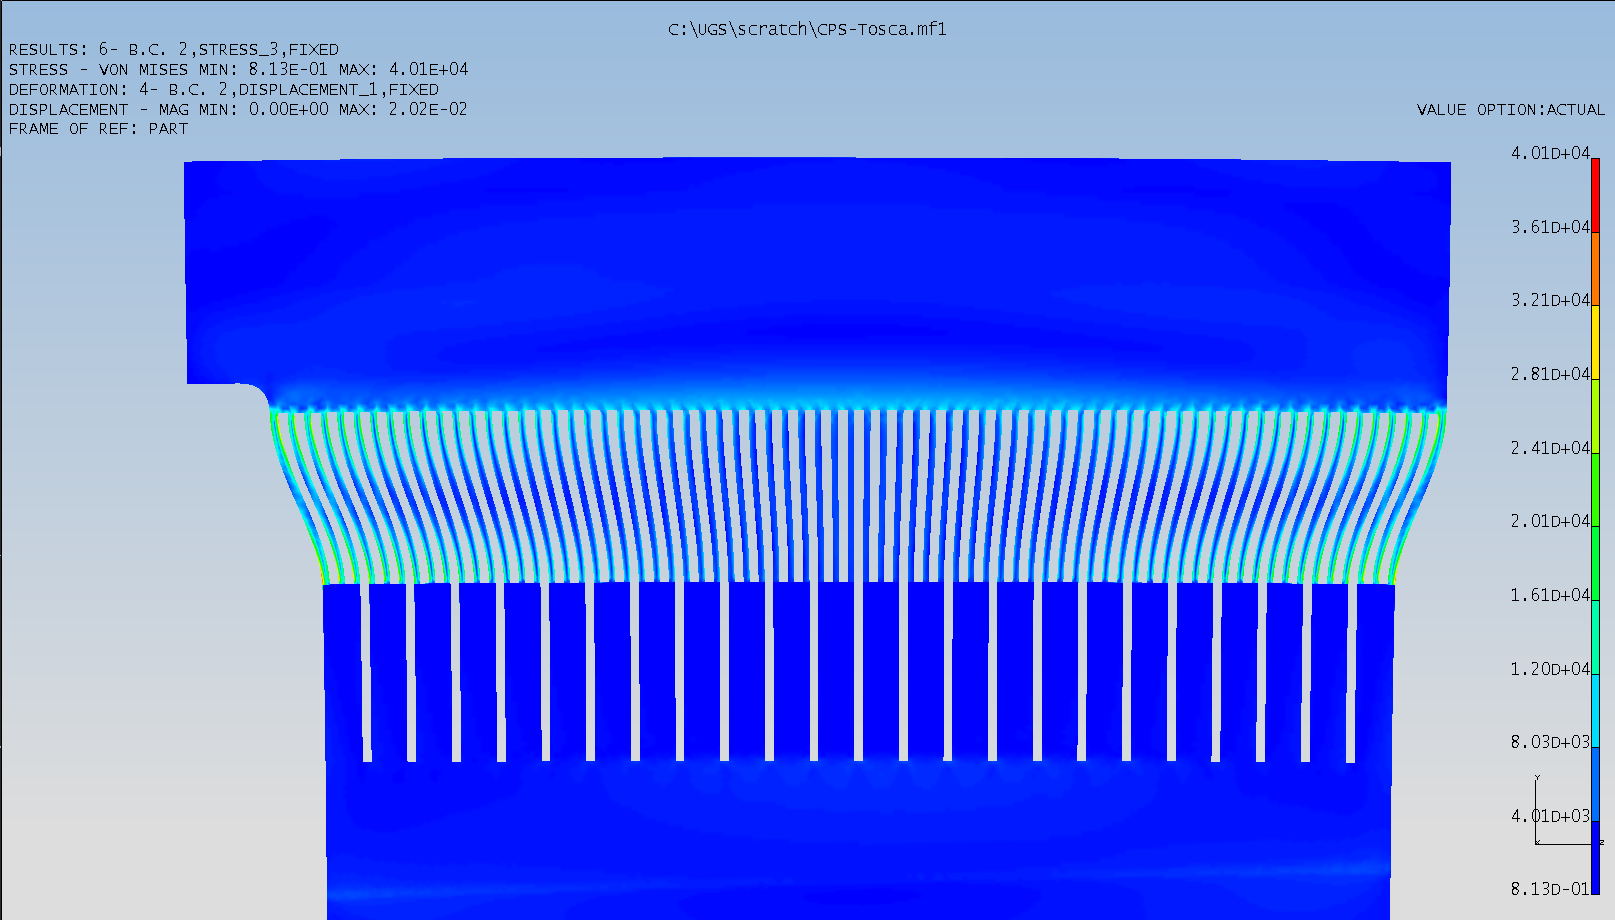 C:\UGS\scratch\CPS-Tosca.mf1
RESULTS: 6- B.C. 2,STRESS_3,FIXED
STRESS - VON MISES MIN: 8.13E-01 MAX: 4.01E+04
DEFORMATION: 4- B.C. 2,DISPLACEMENT_1,FIXED
DISPLACEMENT - MAG MIN: 0.00E+00 MAX: 2.02E-02
FRAME OF REF: PART
VALUE OPTION:ACTUAL
4.01D+04
3.61D+04
3.21D+04
2.81D+04
2.41D+04
2.01D+04
1.61D+04
1.20D+04
8.03D+03
Y
4.01D+03
X
Z
8.13D-01